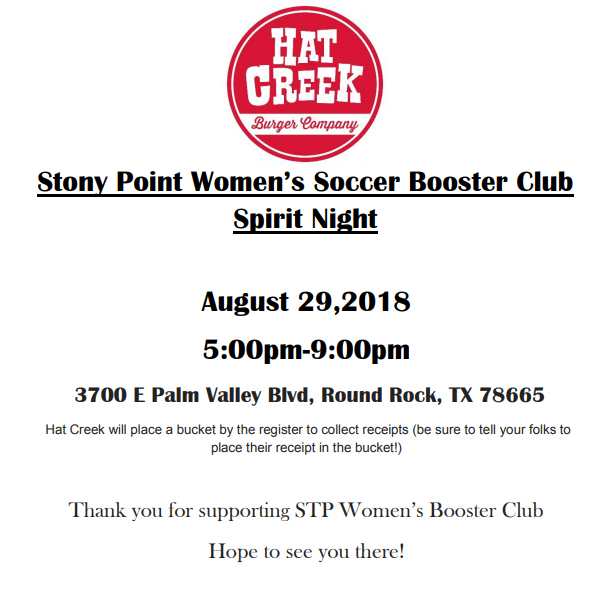 HAT
CREEK
Burger Company
Stony Point Women's Soccer Booster Club
Spirit Night
August 29,2018
5:00pm-9:00pm
3700 E Palm Valley Blvd, Round Rock, TX 78665
Hat Creek will place a bucket by the register to collect receipts (be sure to tell your folks to
place their receipt in the bucket!)
Thank you for supporting STP Women's Booster Club
Hope to see you there!